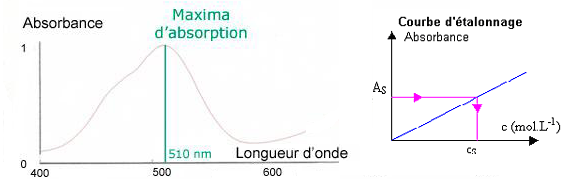 Absorbance
Maxima
d'absorption
1
0
400
500
600
510 nm
Longueur d'onde
Courbe d'étalonnage
Absorbance
As
c (mol.L-1)
cs